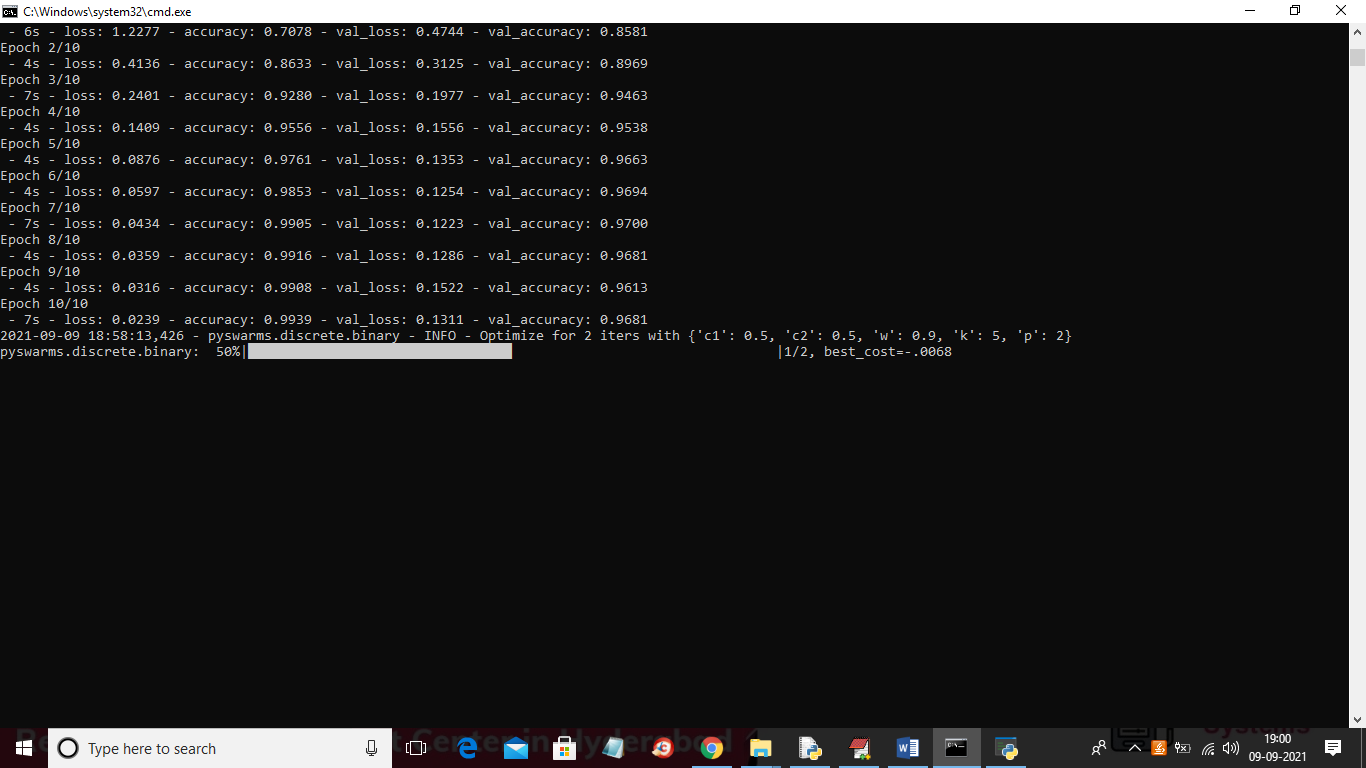 C:\Windows\system32\cmd.exe
- 6s - loss: 1.2277 - accuracy: 0.7078 - val_loss: 0.4744 - val_accuracy: 0.8581
Epoch 2/10
- 4s - loss: 0.4136 - accuracy: 0.8633 - val_loss: 0.3125 - val_accuracy: 0.8969
Epoch 3/10
- 7s - loss: 0.2401 - accuracy: 0.9280 - val_loss: 0.1977 - val_accuracy: 0.9463
Epoch 4/10
- 4s - loss: 0.1409 - accuracy: 0.9556 - val_loss: 0.1556 - val_accuracy: 0.9538
Epoch 5/10
- 4s - loss: 0.0876 - accuracy: 0.9761 - val_loss: 0.1353 - val_accuracy: 0.9663
Epoch 6/10
- 4s - loss: 0.0597 - accuracy: 0.9853 - val_loss: 0.1254 - val_accuracy: 0.9694
Epoch 7/10
- 7s - loss: 0.0434 - accuracy: 0.9905 - val_loss: 0.1223 - val_accuracy: 0.9700
Epoch 8/10
- 4s - loss: 0.0359 - accuracy: 0.9916 - val_loss: 0.1286 - val_accuracy: 0.9681
Epoch 9/10
- 4s - loss: 0.0316 - accuracy: 0.9908 - val_loss: 0.1522 - val_accuracy: 0.9613
Epoch 10/10
- 7s - loss: 0.0239 - accuracy: 0.9939 - val_loss: 0.1311 - val_accuracy: 0.9681
2021-09-09 18:58:13,426 - pyswarms.discrete.binary - INFO - Optimize for 2 iters with {'c1': 0.5, 'c2': 0.5, 'w': 0.9, 'k': 5, 'p': 2}
pyswarms.discrete.binary: 50%| |1/2, best_cost=-.0068
Type here to search
19:00
09-09-2021